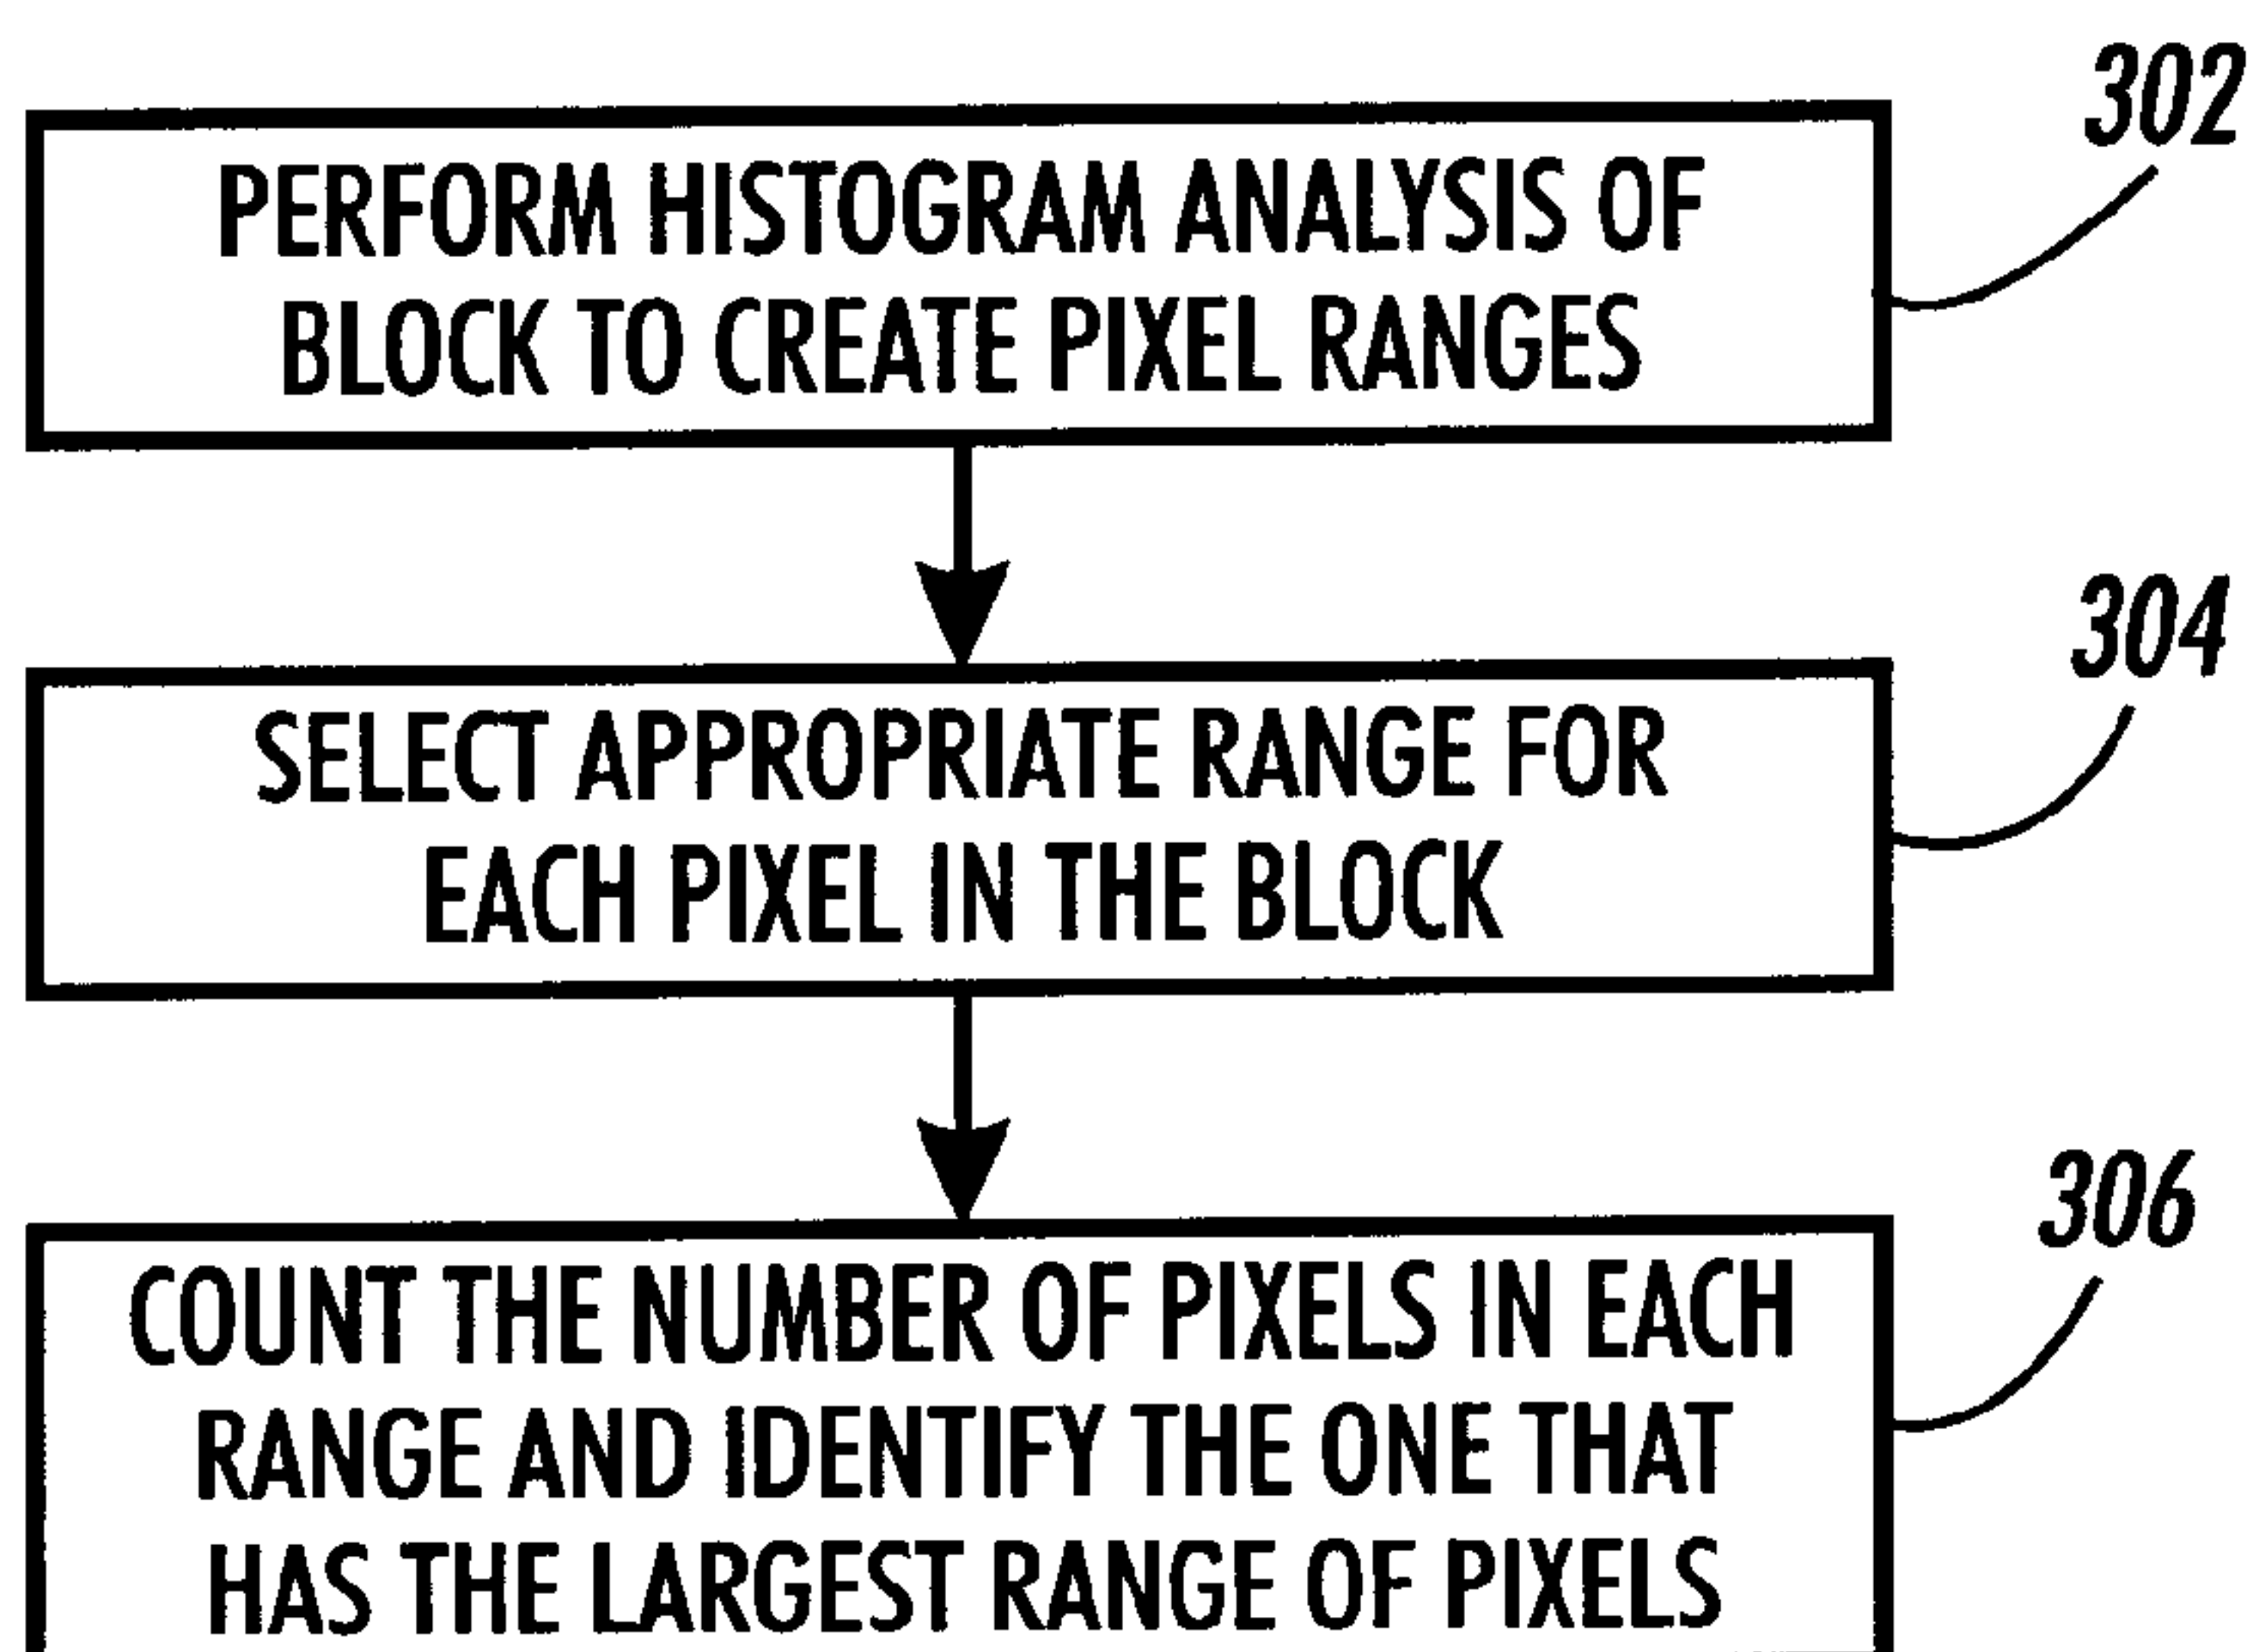 302
PERFORM HISTOGRAM ANALYSIS OF
BLOCK TO CREATE PIXEL RANGES
304
SELECT APPROPRIATE RANGE FOR
EACH PIXEL IN THE BLOCK
306
COUNT THE NUMBER OF PIXELS IN EACH
RANGE AND IDENTIFY THE ONE THAT
HAS THE LARGEST RANGE OF PIXELS